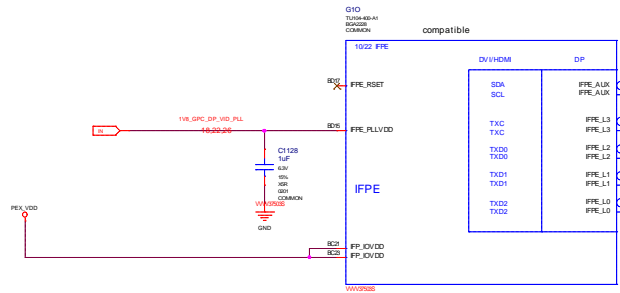 G1O
TU104-400-A1
BGA2228
COMMON
compatible
10/22 IFPE
DVI/HDMI
DP
BD17
IFPE_RSET
SDA
SCL
IFPE_AUX
IFPE_AUX
1V8_GPC_DP_VID_PLL
IN
18,22,26
BD15
IFPE_PLLVDD
TXC
TXC
IFPE_L3
IFPE_L3
C1128
1uF
6.3V
15%
X5R
0201
COMMON
GND
TXD0
TXD0
IFPE_L2
IFPE_L2
TXD1
TXD1
IFPE_L1
IFPE_L1
IFPE
TXD2
TXD2
IFPE_L0
IFPE_L0
PEX_VDD
BC21
IFP_IOVDD
BC23
IFP_IOVDD